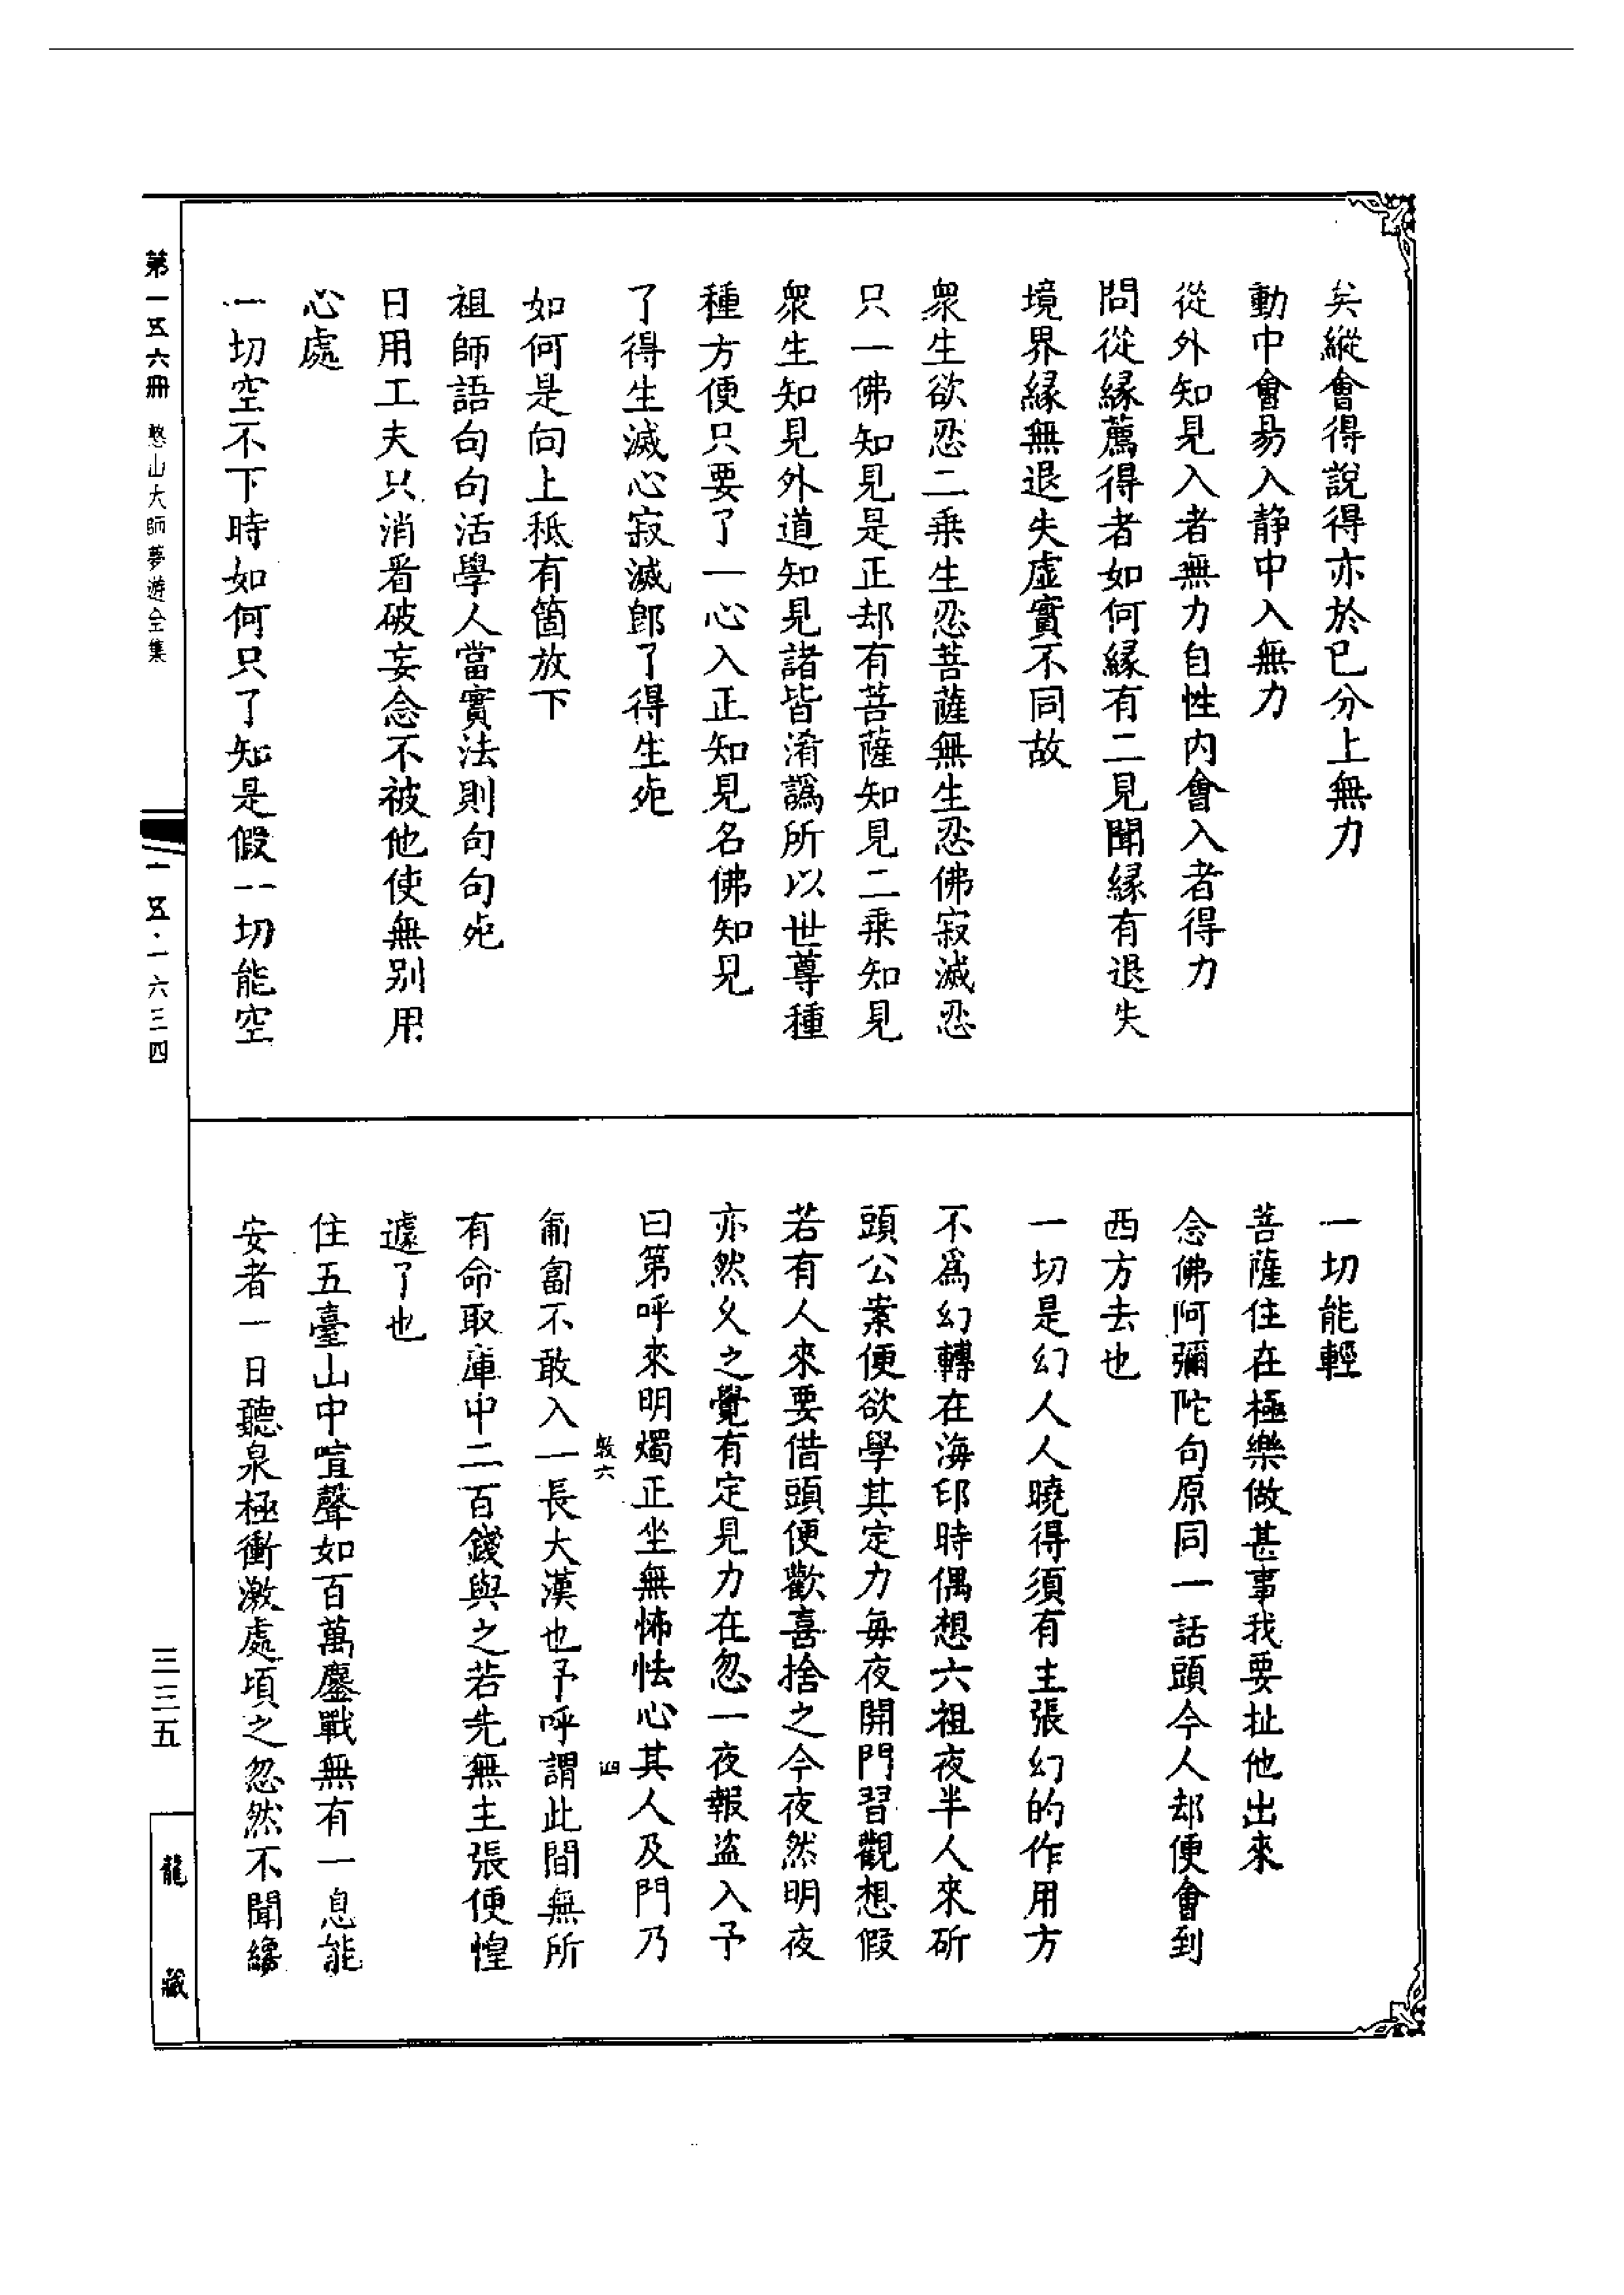 矣縱會得說得亦於已分上無力
動中會易入靜中入無力
從外知見入者無力自性內會入者得力
問從緣薦得者如何緣有二見聞緣有退失
境界緣無退失虛實不同故
衆生欲忍二乗生忍菩薩無生忍佛寂滅忍
只一佛知見是正却有菩薩知見二乗知見
衆生知見外道知見諸皆淆譌所以世尊種
種方便只要了一心入正知見名佛知見
了得生滅心寂滅即了得生死
如何是向上秪有箇放下
祖師語句句活學人當實法則句句死
日用工夫只消看破妄念不被他使無別用
心處
一切空不下時如何只了知是假一切能空
一切能輕
菩薩住在極樂做甚事我要扯他出來
念佛阿彌陀句原同一話頭今人却便會到
西方去也
一切是幻人人曉得須有主張幻的作用方
不爲幻轉在海印時偶想六祖夜半人來斫
頭公案便欲學其定力每夜開門習觀想假
若有人來要借頭便歡喜捨之今夜然明夜
亦然久之覺有定見力在忽一夜報盜入予
曰第呼來明燭正坐無怖怯心其人及門乃
匍匐不敢入一長大漢也予呼謂此間無所
有命取庫中二百錢與之若先無主張便惶
遽了也
住五臺山中喧聲如百萬鏖戰無有一息能
安者一日聽泉極衝激處頃之忽然不聞緣
穀六
四
第一五六冊 憨山大師夢遊全集
一五·一六三四
三三五
龍藏